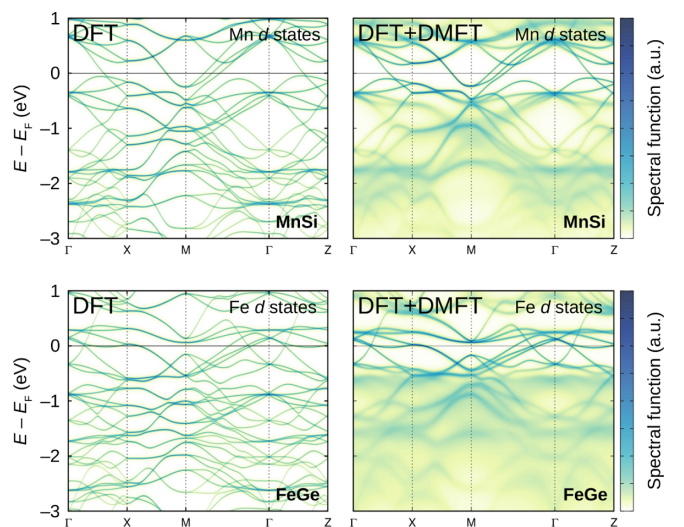 1
0
−1
−2
−3
E − E_F (eV)
DFT
Mn d states
MnSi
Γ X M Γ Z
DFT+DMFT
Mn d states
MnSi
Γ X M Γ Z
Spectral function (a.u.)
1
0
−1
−2
−3
E − E_F (eV)
DFT
Fe d states
FeGe
Γ X M Γ Z
DFT+DMFT
Fe d states
FeGe
Γ X M Γ Z
Spectral function (a.u.)